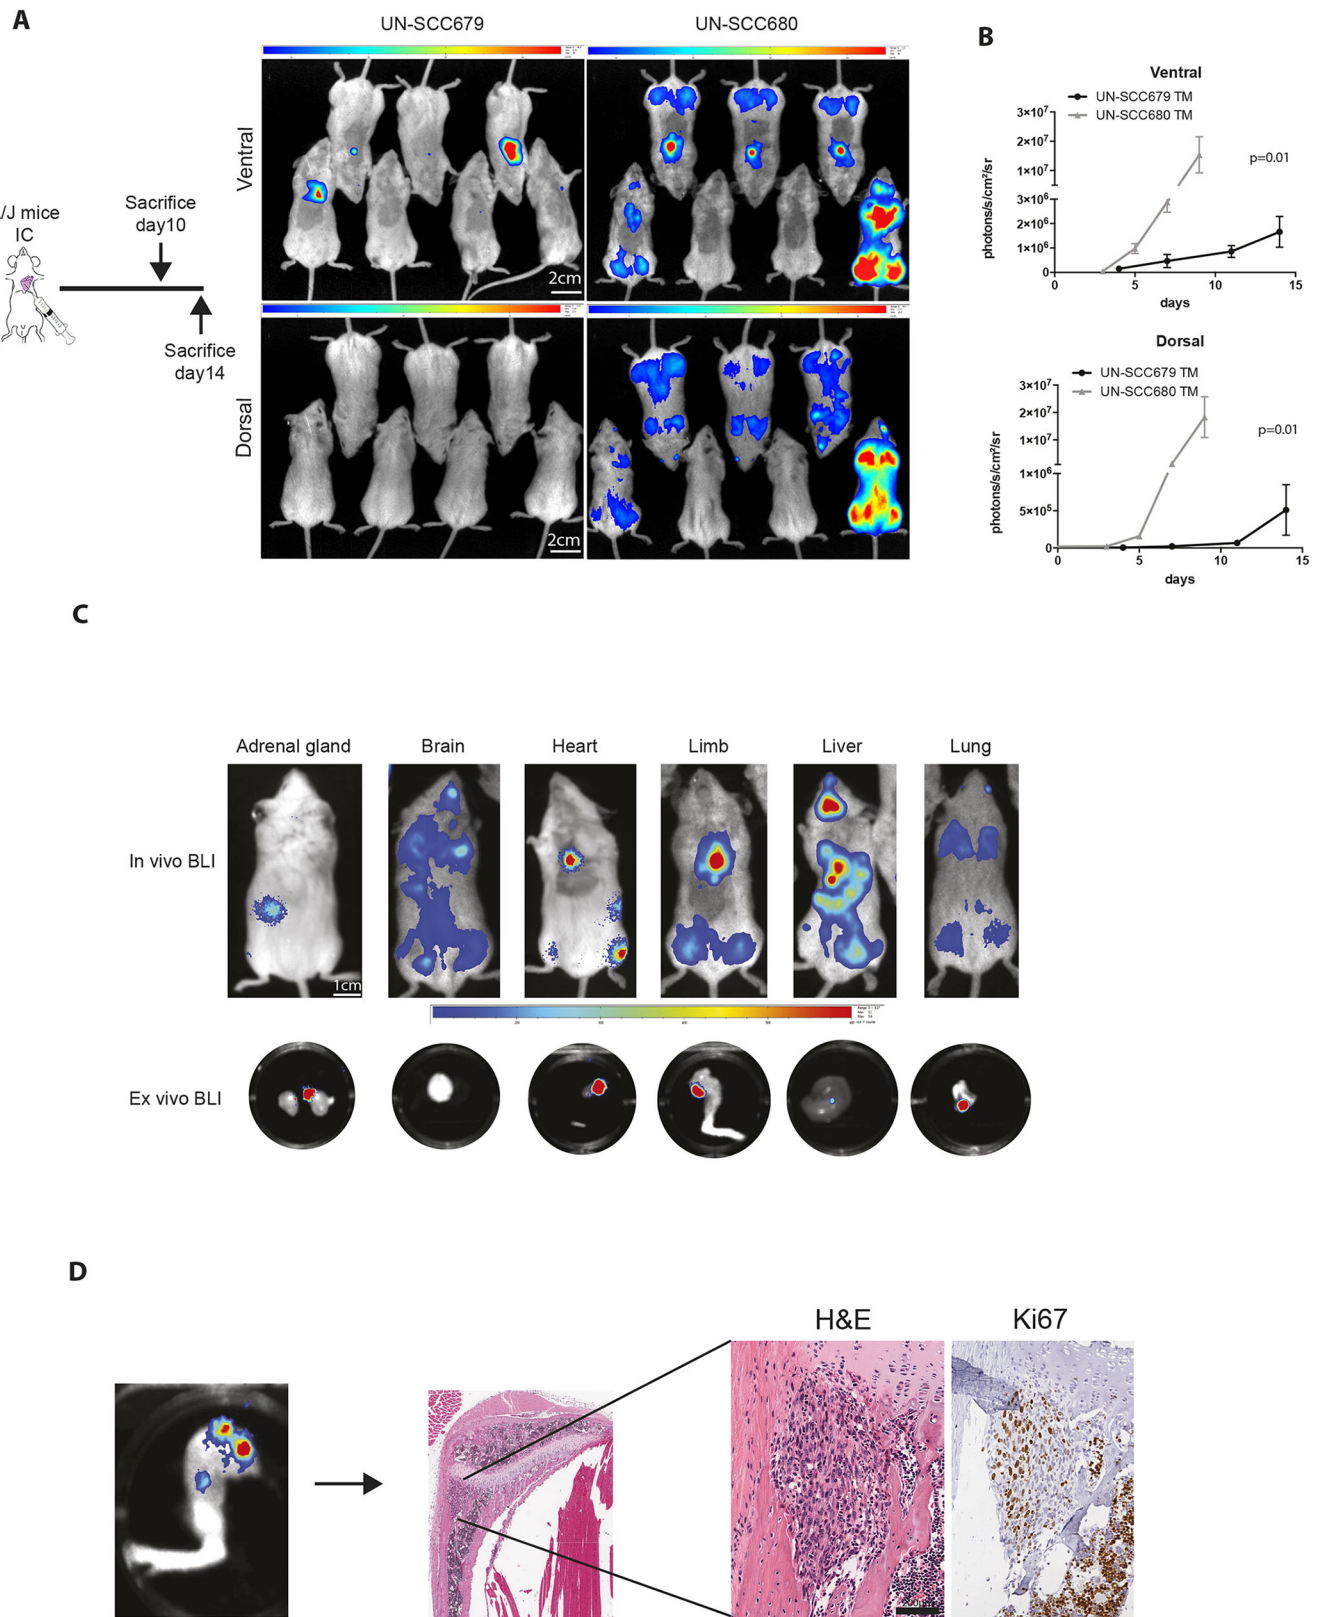 A
UN-SCC679
UN-SCC680
/J mice
IC
Sacrifice
day10
Sacrifice
day14
Ventral
2cm
Dorsal
2cm
B
Ventral
UN-SCC679 TM
UN-SCC680 TM
photons/s/cm²/sr
3×10⁷
2×10⁷
1×10⁷
3×10⁶
2×10⁶
1×10⁶
0
p=0.01
0 5 10 15
days
Dorsal
UN-SCC679 TM
UN-SCC680 TM
photons/s/cm²/sr
3×10⁷
2×10⁷
1×10⁷
1×10⁶
5×10⁵
0
p=0.01
0 5 10 15
days
C
Adrenal gland Brain Heart Limb Liver Lung
In vivo BLI
1cm
Ex vivo BLI
D
H&E
Ki67